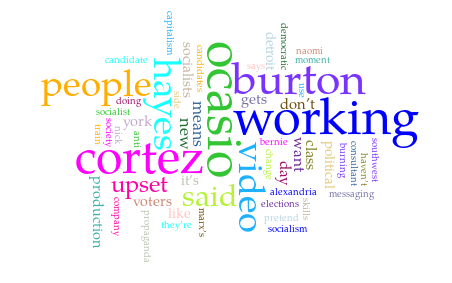 capitalism
democratic
naomi
moment
detroit
says
use
candidate
socialists
candidates
side
ocasio
burton
people
hayes
doing
gets
don't
working
socialist
means
york
new
anti
society
nick
train
class
want
bernie
change
day
video
political
burning
consultant
haven't
southwest
cortez
upset
it's
said
alexandria
messaging
production
company
voters
propaganda
like
they're
marx's
elections
skills
pretend
socialism